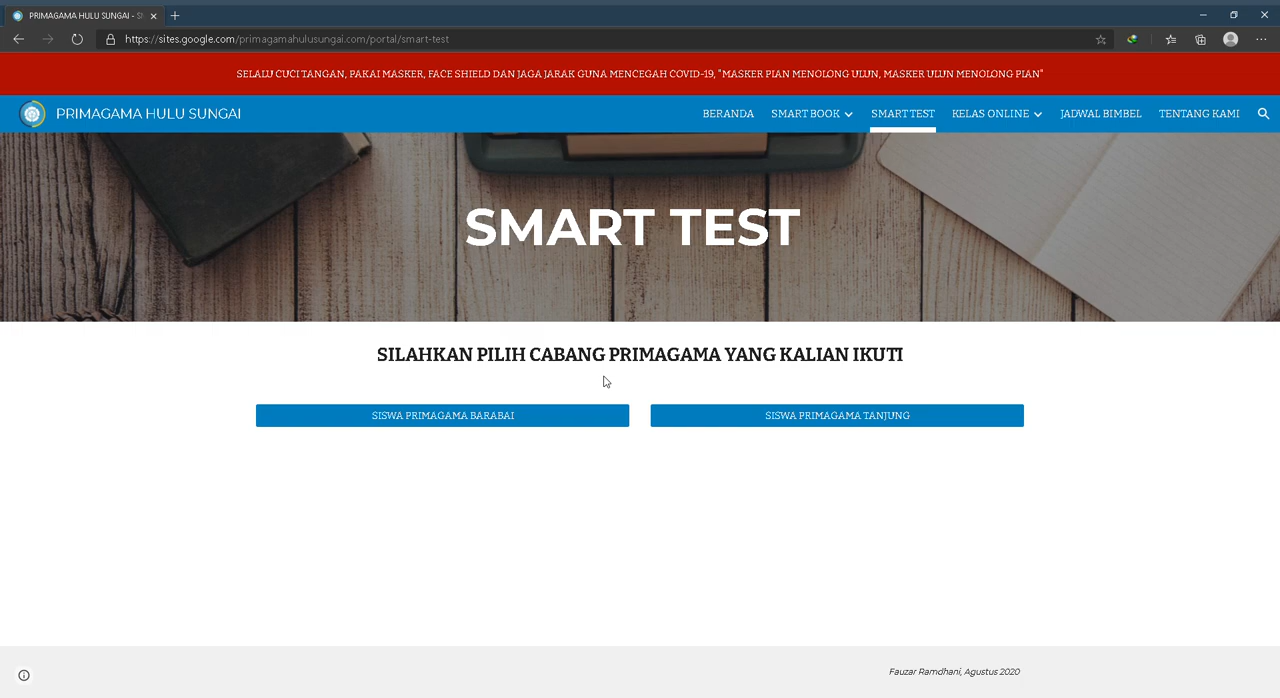 PRIMAGAMA HULU SUNGAI - S
https://sites.google.com/primagamahulusungai.com/portal/smart-test
SELALU CUCI TANGAN, PAKAI MASKER, FACE SHIELD DAN JAGA JARAK GUNA MENCEGAH COVID-19, "MASKER PIAN MENOLONG ULUN, MASKER ULUN MENOLONG PIAN"
PRIMAGAMA HULU SUNGAI BERANDA SMART BOOK SMART TEST KELAS ONLINE JADWAL BIMBEL TENTANG KAMI
SMART TEST
SILAHKAN PILIH CABANG PRIMAGAMA YANG KALIAN IKUTI
SISWA PRIMAGAMA BARABAI SISWA PRIMAGAMA TANJUNG
Fauzar Ramdhani, Agustus 2020